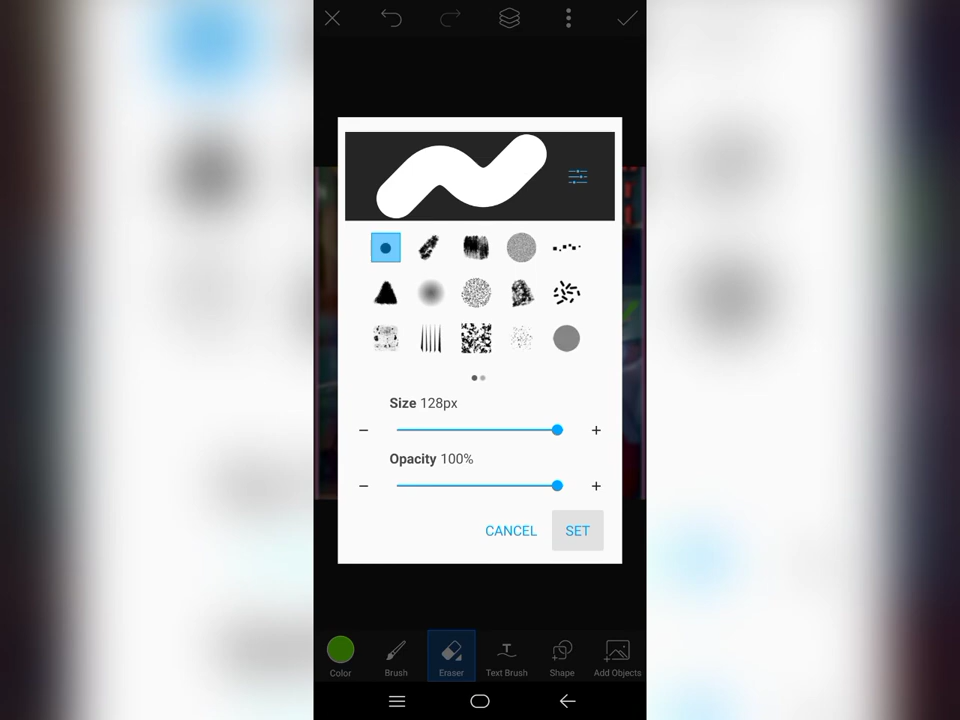 Size 128px
Opacity 100%
CANCEL SET
Color Brush Eraser Text Brush Shape Add Objects